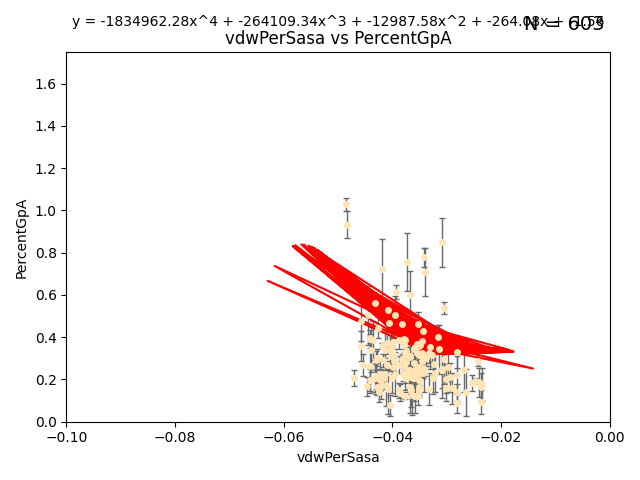 y = -1834962.28x^4 + -264109.34x^3 + -12987.58x^2 + -264.08x + -1.56
N = 603
vdwPerSasa vs PercentGpA
PercentGpA
1.6
1.4
1.2
1.0
0.8
0.6
0.4
0.2
0.0
−0.10 −0.08 −0.06 −0.04 −0.02 0.00
vdwPerSasa